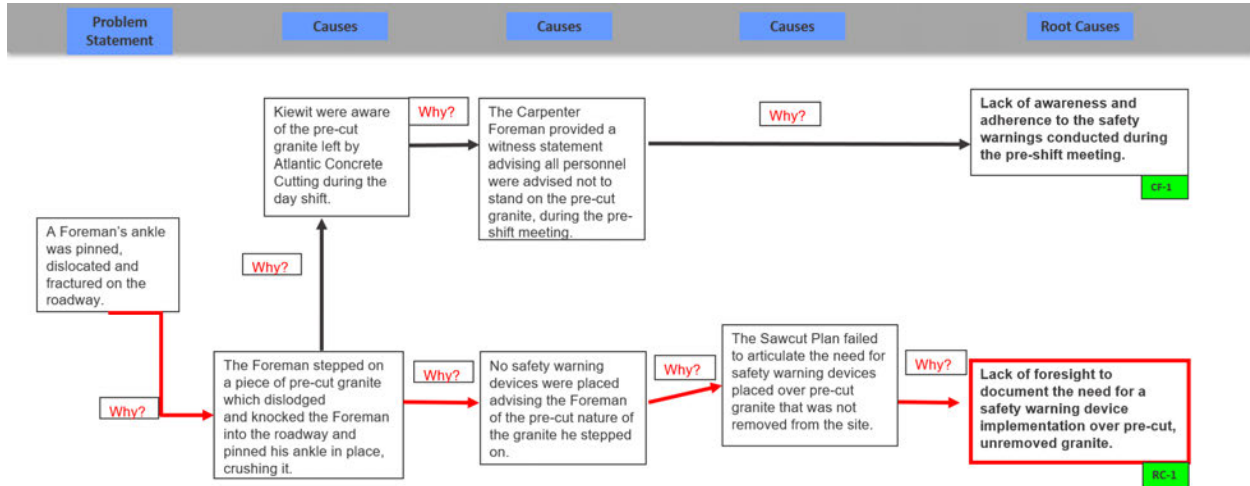 Problem
Statement
Causes
Causes
Causes
Root Causes
Kiewit were aware
of the pre-cut
granite left by
Atlantic Concrete
Cutting during the
day shift.
Why?
The Carpenter
Foreman provided a
witness statement
advising all personnel
were advised not to
stand on the pre-cut
granite, during the pre-
shift meeting.
Why?
Lack of awareness and
adherence to the safety
warnings conducted during
the pre-shift meeting.
CF-1
A Foreman's ankle
was pinned,
dislocated and
fractured on the
roadway.
Why?
Why?
The Foreman stepped on
a piece of pre-cut granite
which dislodged
and knocked the Foreman
into the roadway and
pinned his ankle in place,
crushing it.
Why?
No safety warning
devices were placed
advising the Foreman
of the pre-cut nature of
the granite he stepped
on.
Why?
The Sawcut Plan failed
to articulate the need for
safety warning devices
placed over pre-cut
granite that was not
removed from the site.
Why?
Lack of foresight to
document the need for a
safety warning device
implementation over pre-cut,
unremoved granite.
RC-1